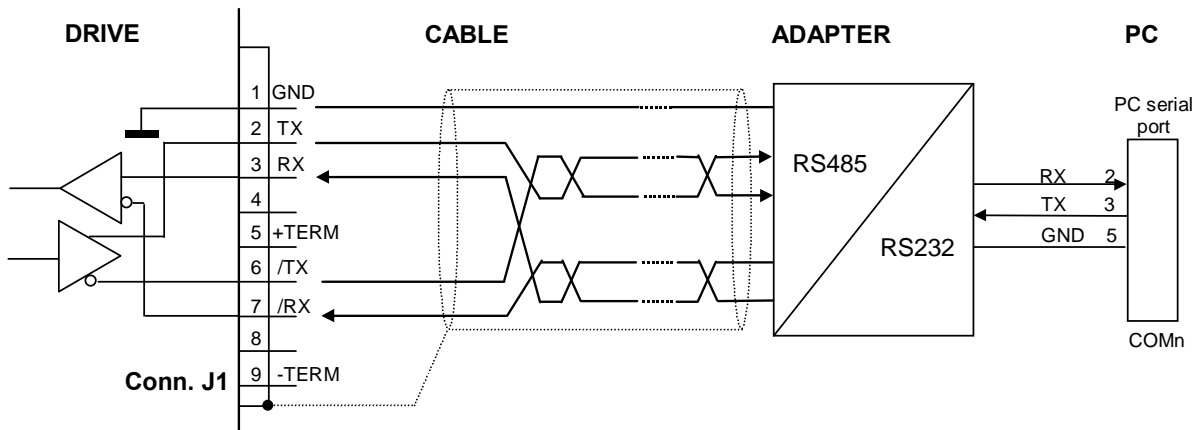 DRIVE CABLE ADAPTER PC
1 GND
2 TX
3 RX
4
5 +TERM
6 /TX
7 /RX
8
9 -TERM
Conn. J1
RS485
RS232
PC serial
port
RX 2
TX 3
GND 5
COMn